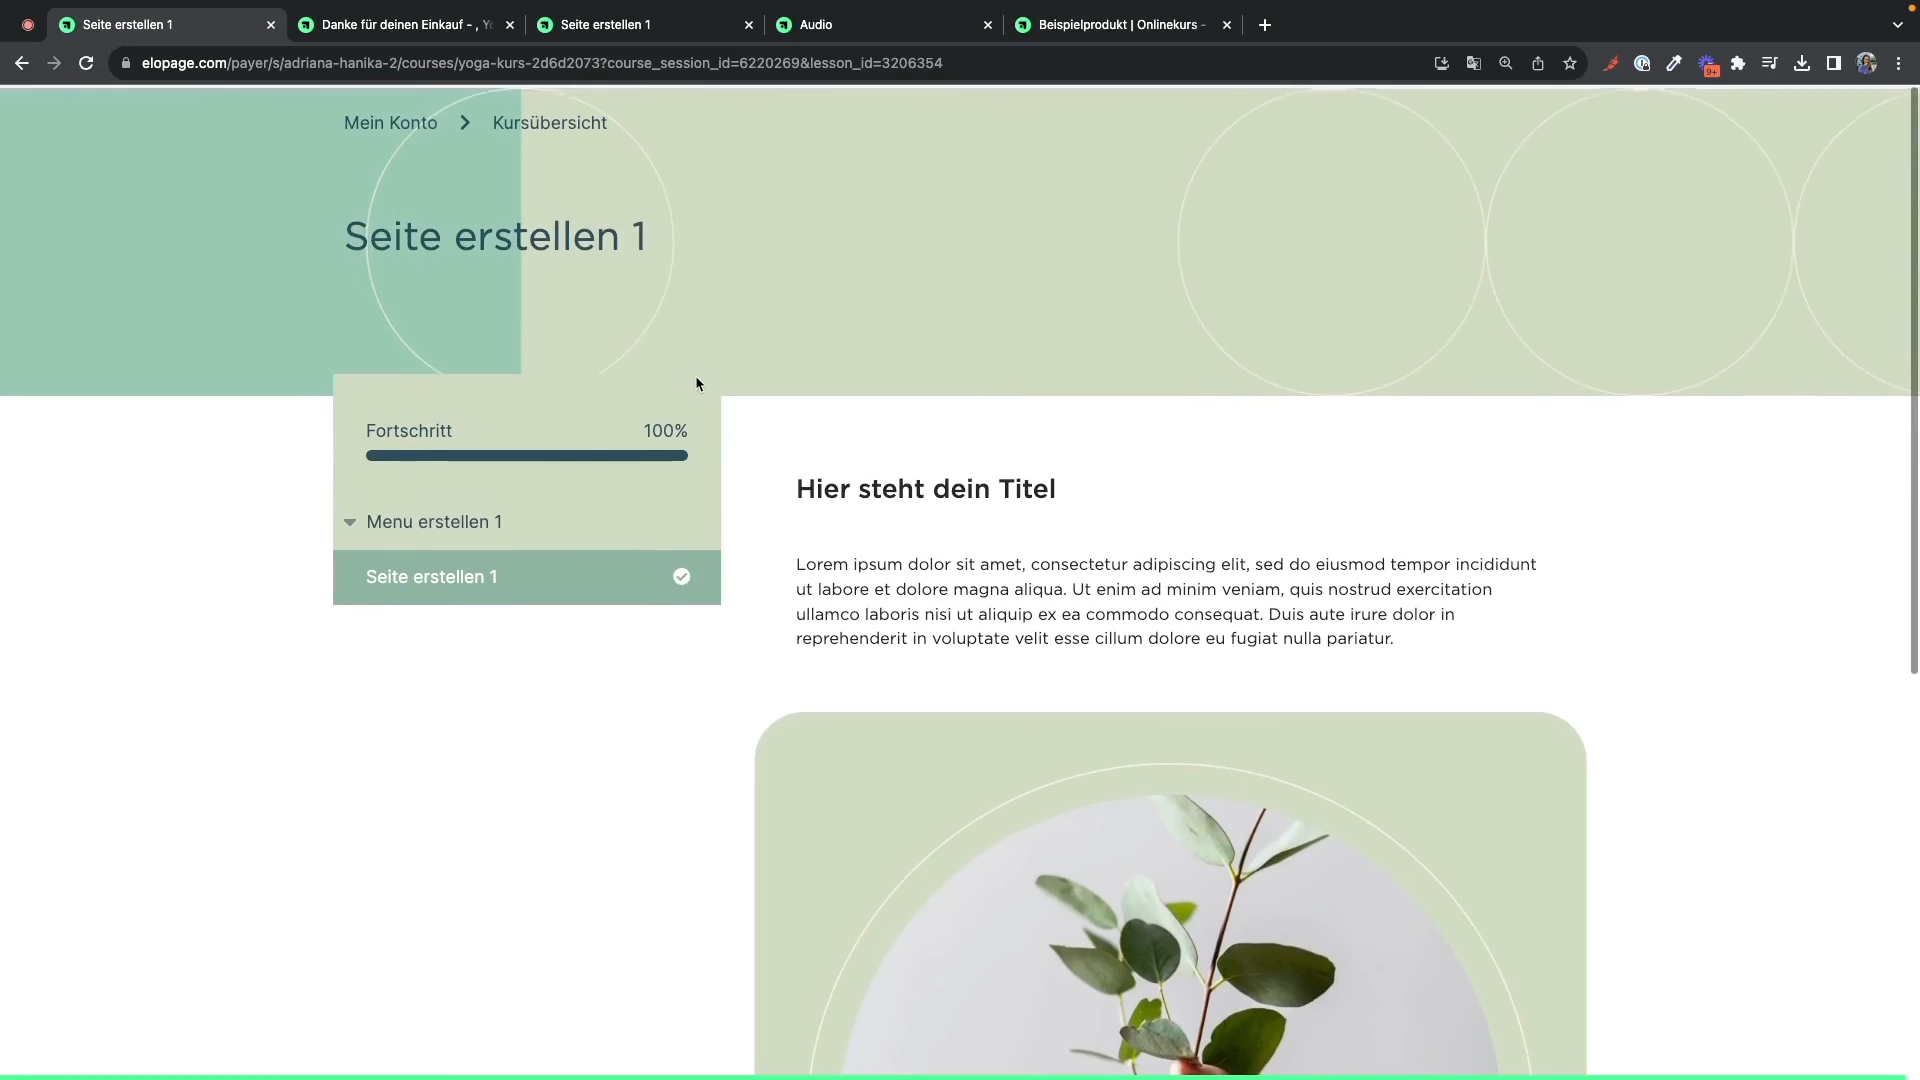 Seite erstellen 1
Danke für deinen Einkauf - ,
Seite erstellen 1
Audio
Beispielprodukt | Onlinekurs -
elopage.com/payer/s/adriana-hanika-2/courses/yoga-kurs-2d6d2073?course_session_id=6220269&lesson_id=3206354
9+
Mein Konto
Kursübersicht
Seite erstellen 1
Fortschritt 100%
Menu erstellen 1
Seite erstellen 1
Hier steht dein Titel
Lorem ipsum dolor sit amet, consectetur adipiscing elit, sed do eiusmod tempor incididunt
ut labore et dolore magna aliqua. Ut enim ad minim veniam, quis nostrud exercitation
ullamco laboris nisi ut aliquip ex ea commodo consequat. Duis aute irure dolor in
reprehenderit in voluptate velit esse cillum dolore eu fugiat nulla pariatur.